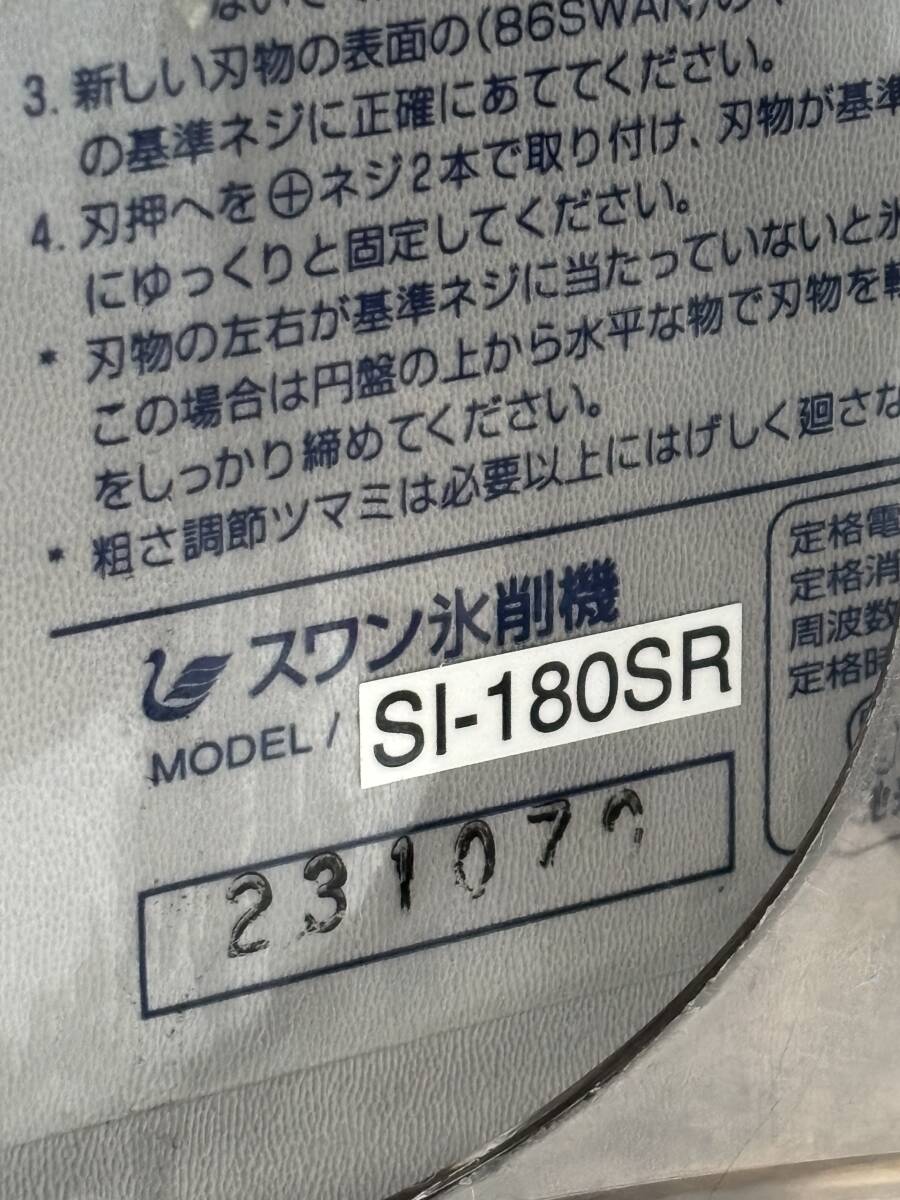 ないで
3. 新しい刃物の表面の(86SWAN)の
の基準ネジに正確にあててください。
4. 刃押へを⊕ネジ2本で取り付け、刃物が基準
にゆっくりと固定してください。
* 刃物の左右が基準ネジに当たっていないと氷
この場合は円盤の上から水平な物で刃物を軽
をしっかり締めてください。
* 粗さ調節ツマミは必要以上にはげしく廻さな
スワン氷削機
MODEL / SI-180SR
23107
定格電
定格消
周波数
定格時